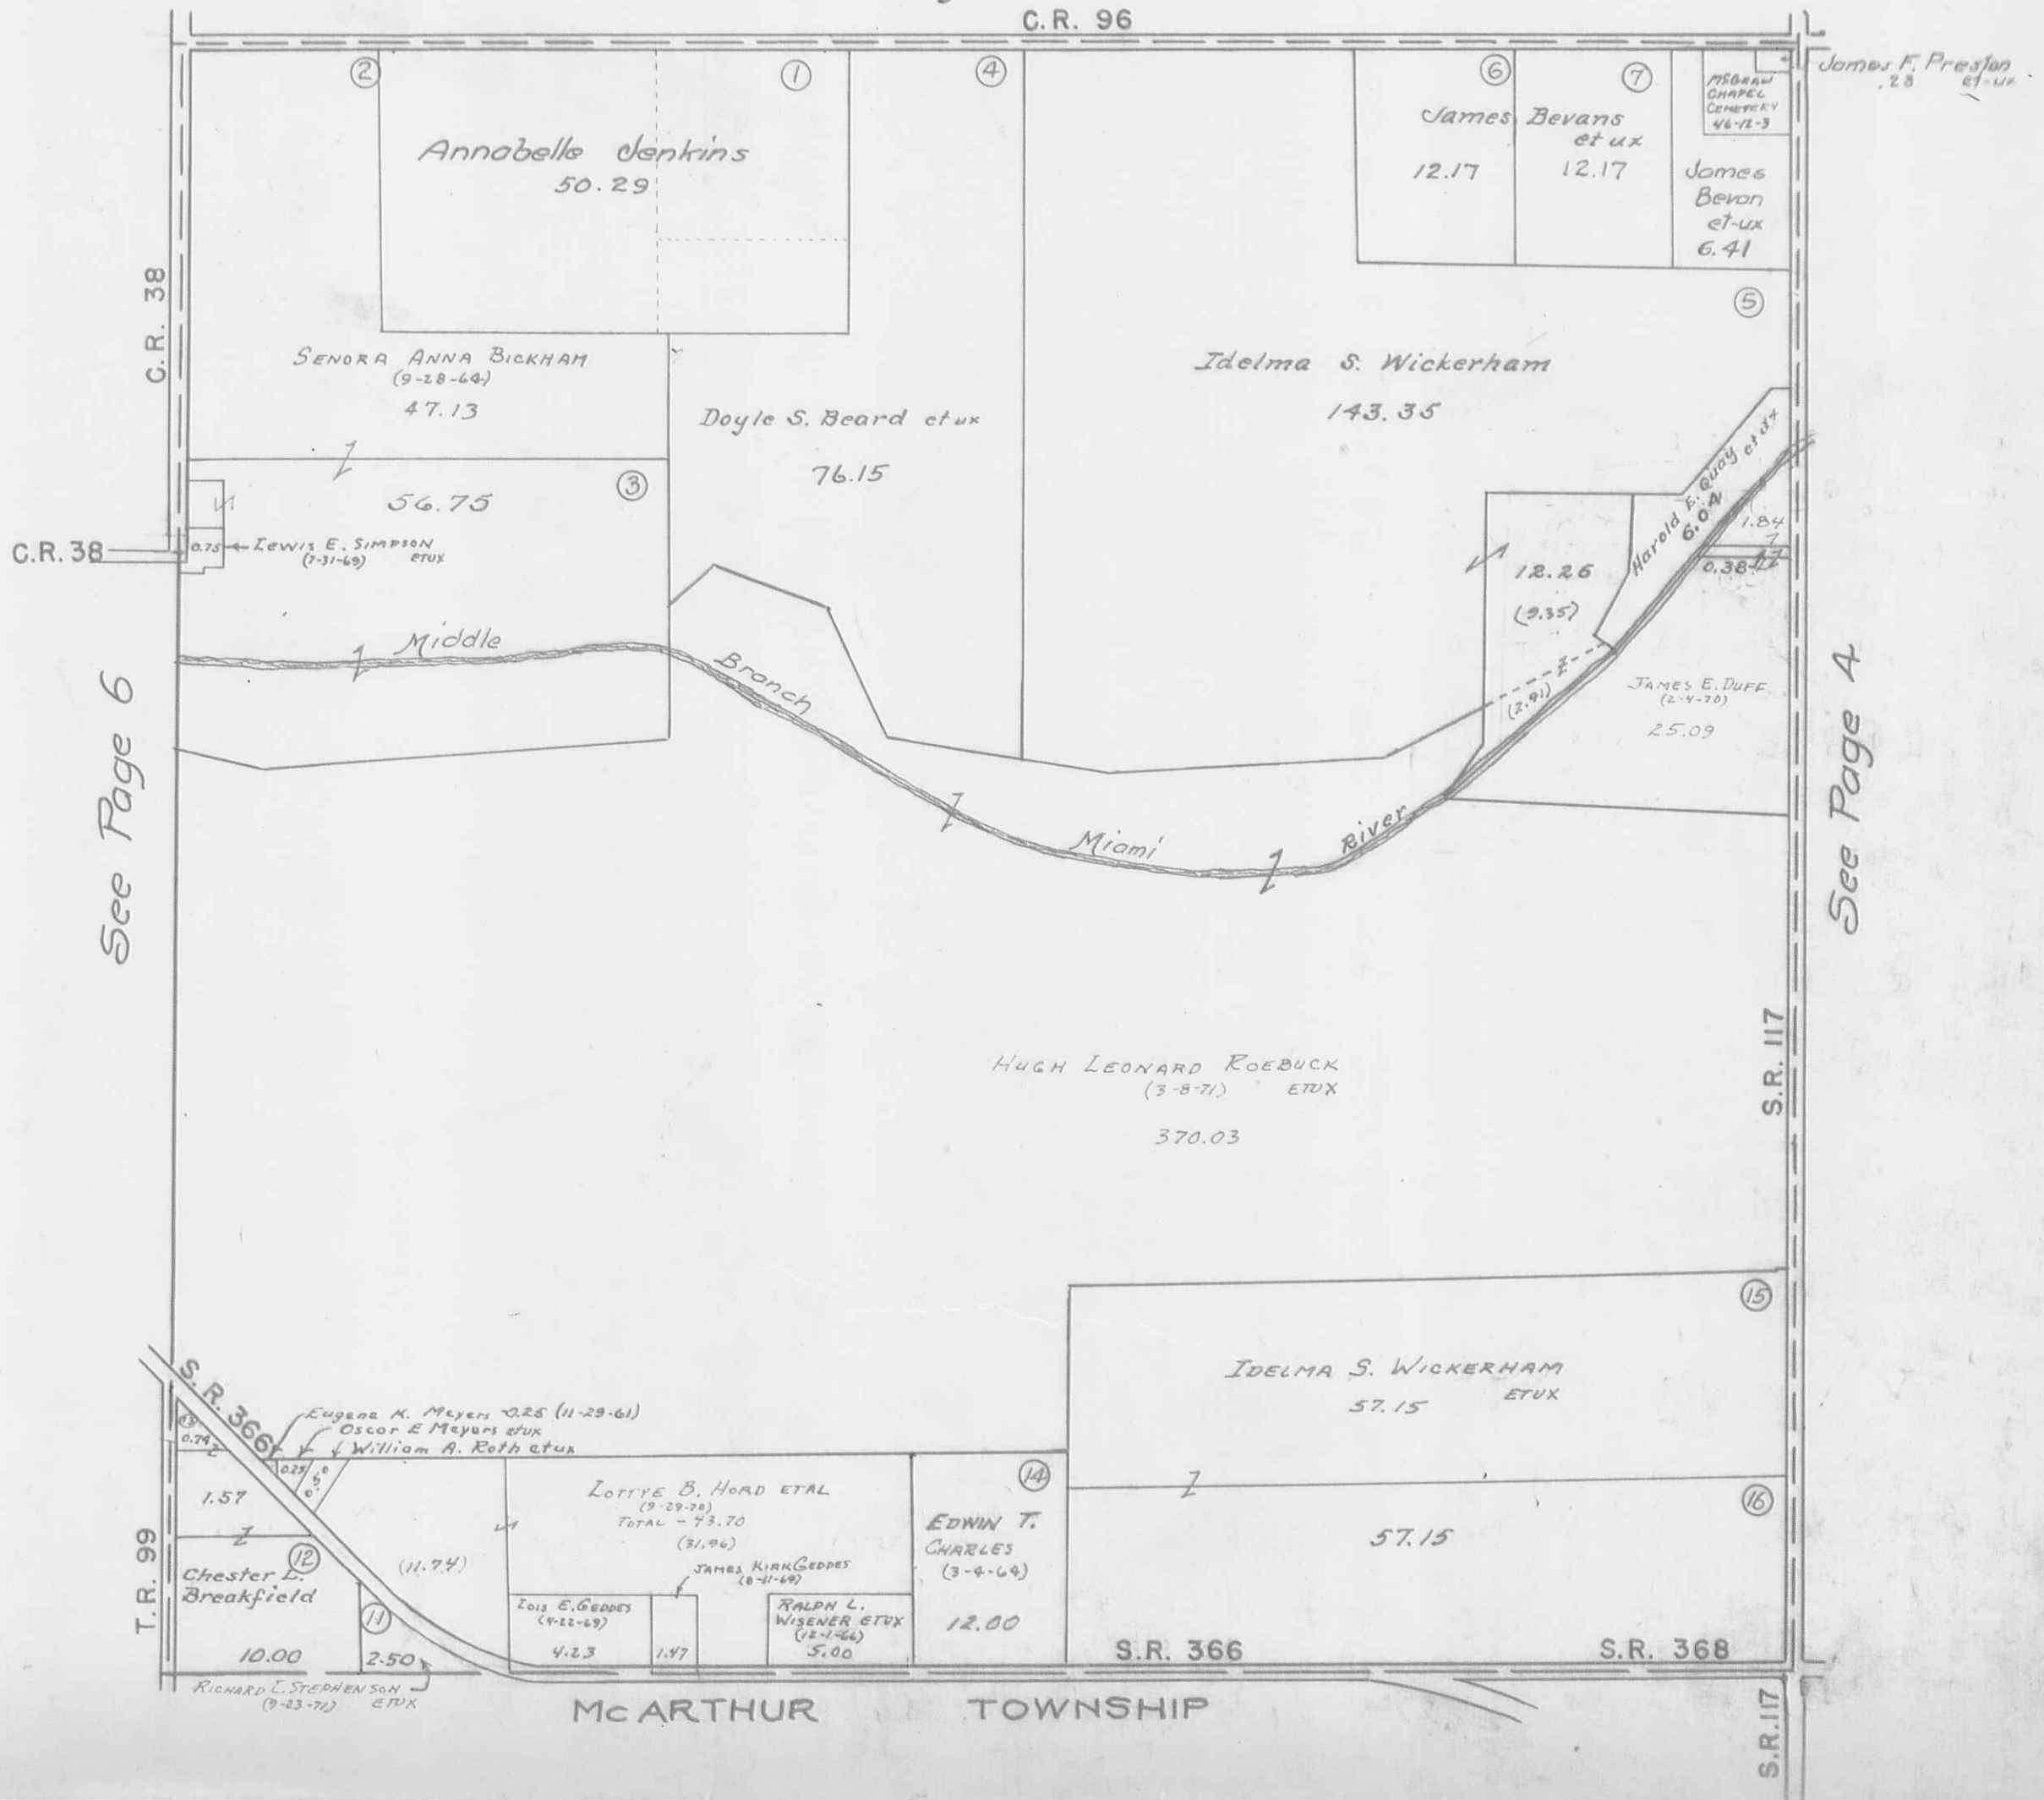 C.R. 96
James F. Preston
.23 et-ux
2
1
4
6
7
McGRAW
CHAPEL
CEMETERY
46-12-3
Annabelle Jenkins
50.29
James Bevans
et ux
12.17
12.17
James
Bevan
et-ux
6.41
C.R. 38
5
SENORA ANNA BICKHAM
(9-28-64)
47.13
Doyle S. Beard et ux
76.15
Idelma S. Wickerham
143.35
Harold E. Quay et ux
6.04
3
56.75
C.R. 38
0.75
LEWIS E. SIMPSON
(7-31-69) ETUX
12.26
(9.35)
(2.91)
1.84
0.38
JAMES E. DUFF
(2-4-70)
25.09
Middle Branch Miami River
See Page 6
See Page 4
HUGH LEONARD ROEBUCK
(3-8-71) ETUX
370.03
S.R. 117
15
IDELMA S. WICKERHAM
ETUX
57.15
S. R. 366
13
0.74
Eugene K. Meyers 0.25 (11-29-61)
Oscar E Meyers etux
William A. Roth etux
0.25
0.50
1.57
(11.74)
LOTTYE B. HORD ETAL
(9-29-70)
TOTAL - 43.70
(31.96)
14
EDWIN T.
CHARLES
(3-4-64)
12.00
16
57.15
T.R. 99
12
Chester L.
Breakfield
10.00
11
2.50
JAMES KIRK GEDDES
(8-11-69)
LOIS E. GEDDES
(4-22-69)
4.23
1.47
RALPH L.
WISENER ETUX
(12-1-66)
5.00
S.R. 366
S.R. 368
RICHARD L. STEPHENSON
(9-23-71) ETUX
McARTHUR TOWNSHIP
S.R. 117